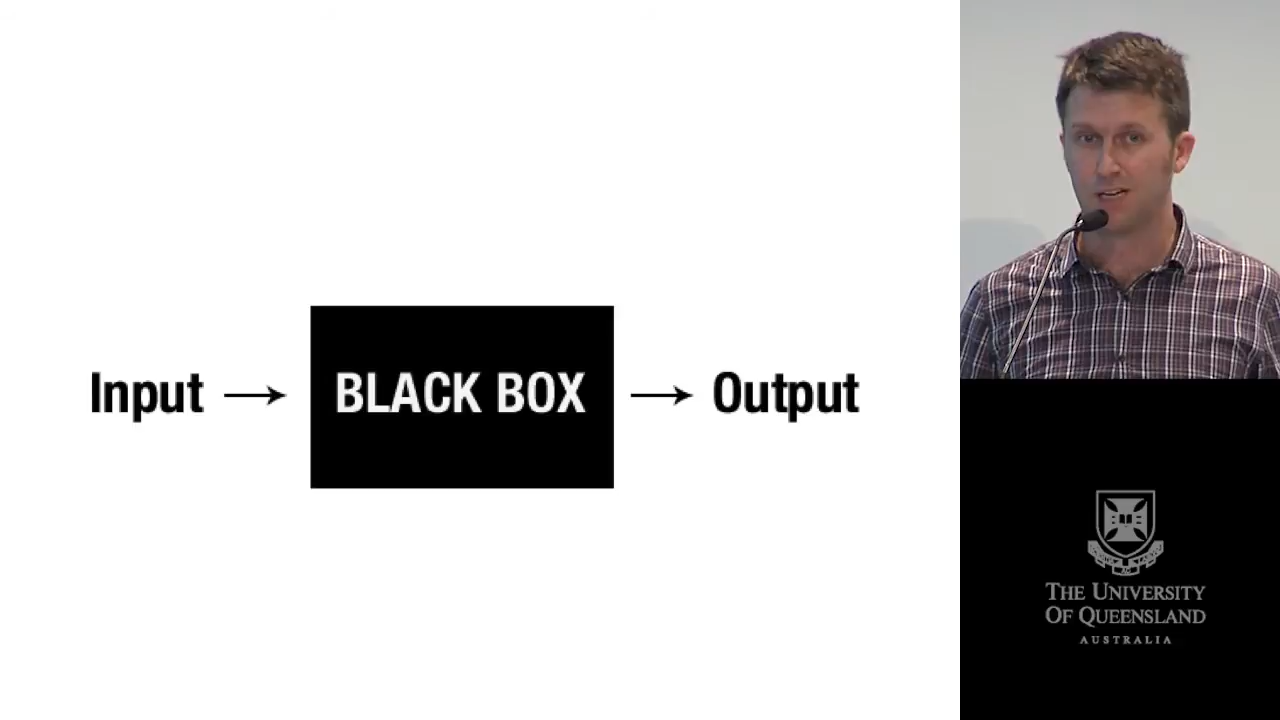 Input → BLACK BOX → Output
THE UNIVERSITY
OF QUEENSLAND
AUSTRALIA